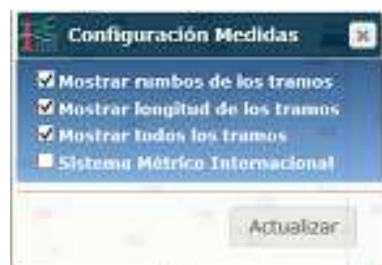 Configuración Medidas
Mostrar rumbos de los tramos
Mostrar longitud de los tramos
Mostrar todos los tramos
Sistema Métrico Internacional
Actualizar